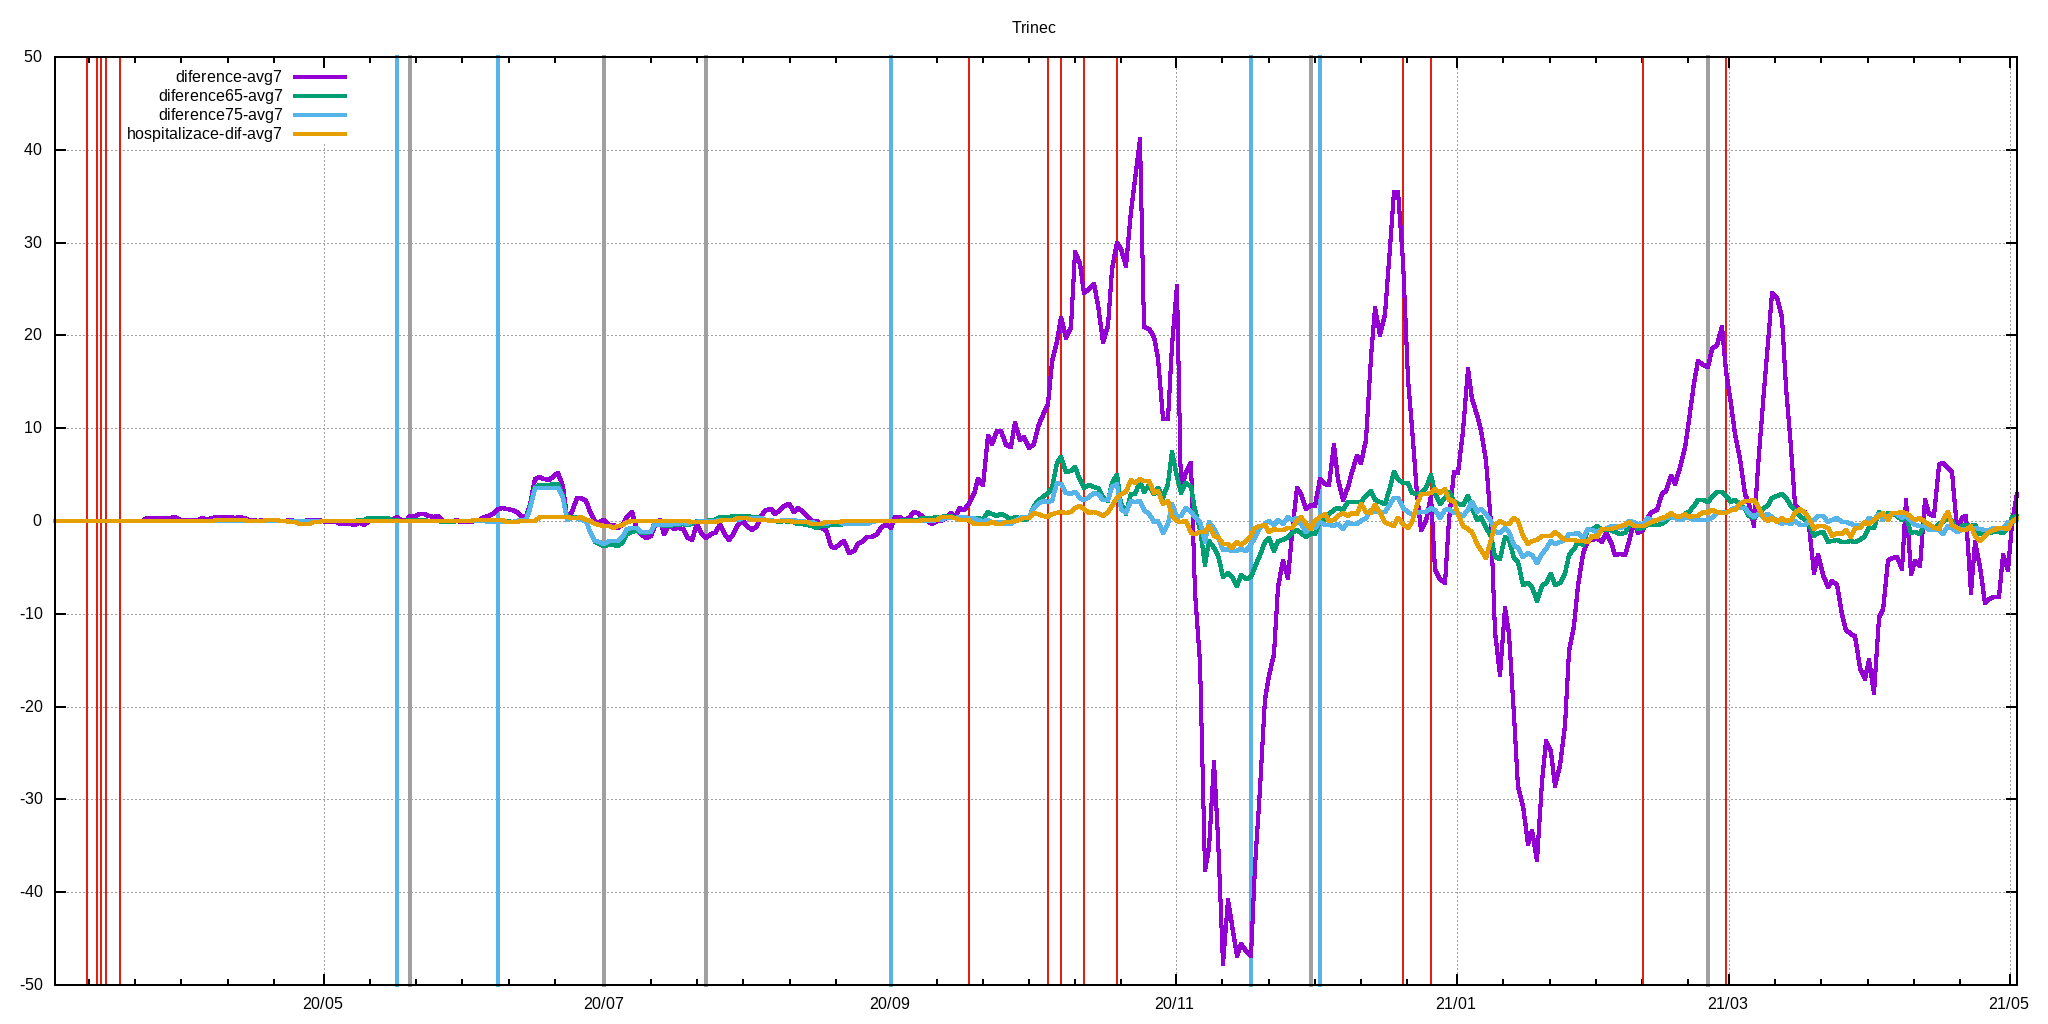 Trinec
50
diference-avg7
diference65-avg7
diference75-avg7
hospitalizace-dif-avg7
40
30
20
10
0
-10
-20
-30
-40
-50
20/05 20/07 20/09 20/11 21/01 21/03 21/05